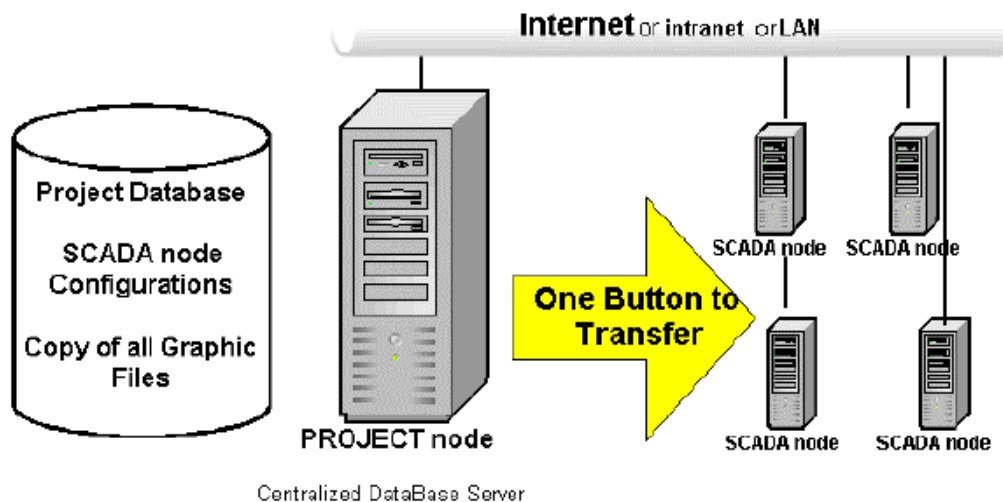 Internet or intranet or LAN
Project Database
SCADA node
Configurations
Copy of all Graphic
Files
PROJECT node
Centralized DataBase Server
One Button to
Transfer
SCADA node
SCADA node
SCADA node
SCADA node